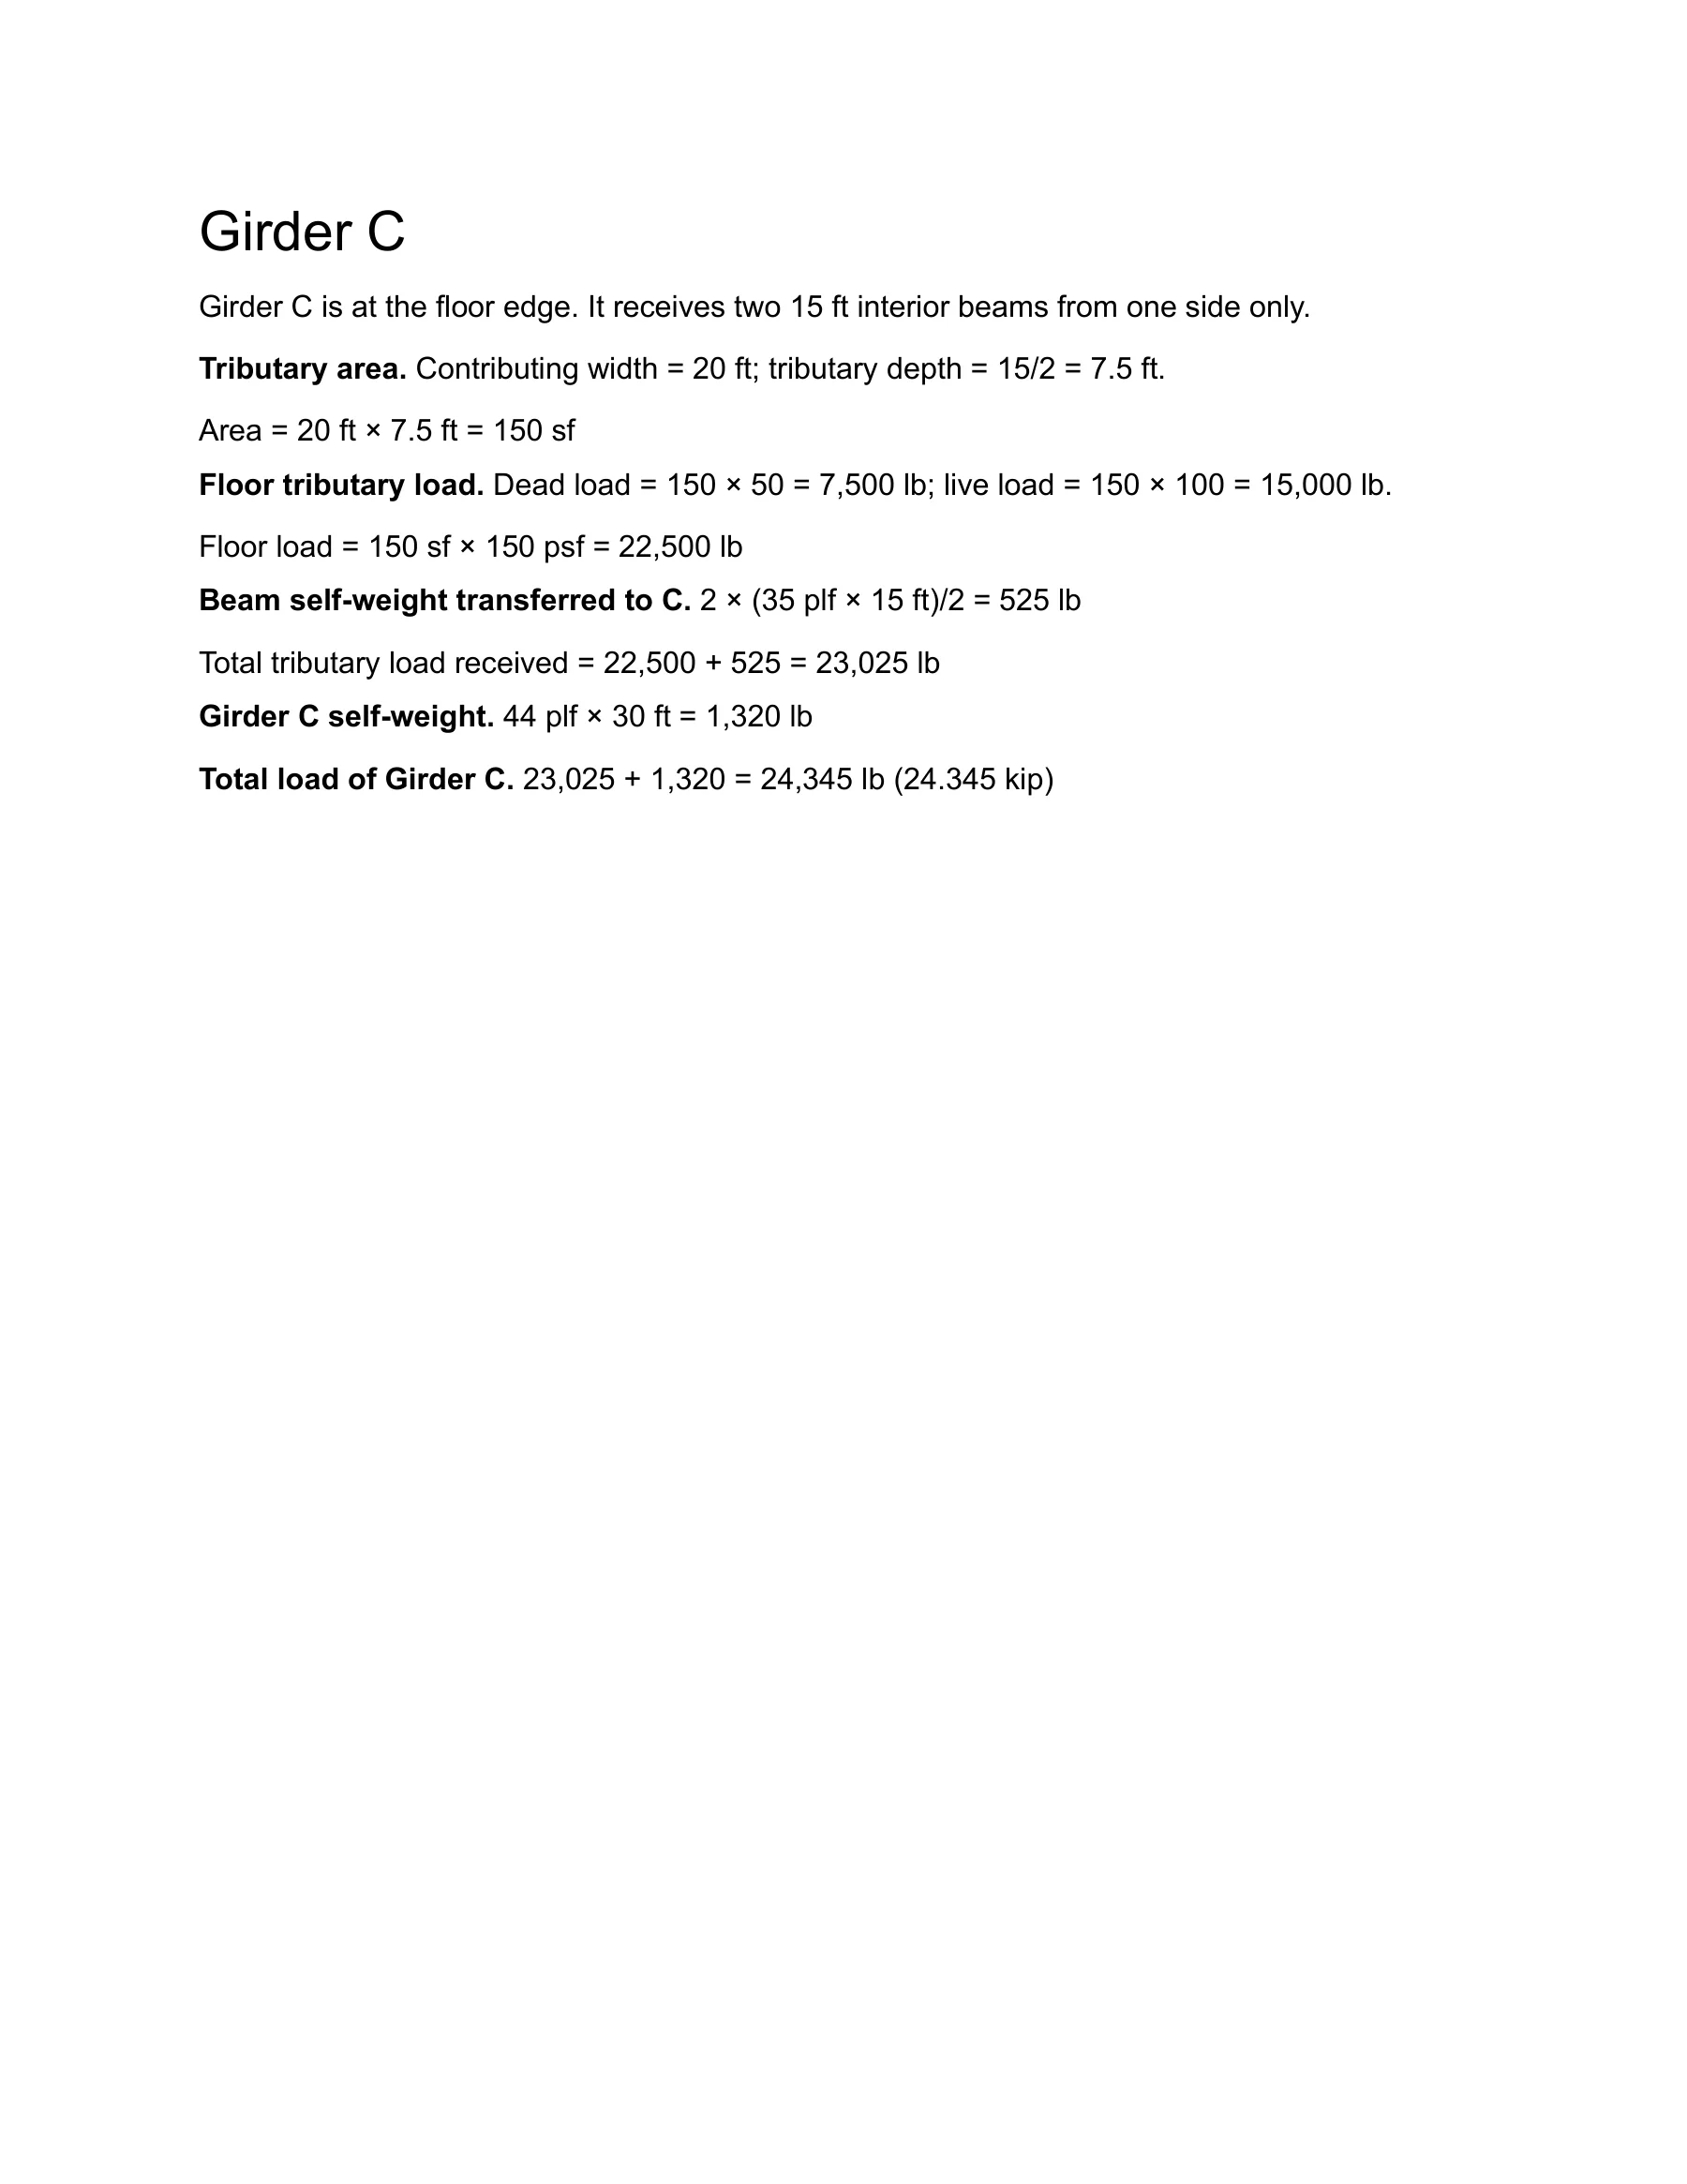 Girder C
Girder C is at the floor edge. It receives two 15 ft interior beams from one side only.
Tributary area. Contributing width = 20 ft; tributary depth = 15/2 = 7.5 ft.
Area = 20 ft × 7.5 ft = 150 sf
Floor tributary load. Dead load = 150 × 50 = 7,500 lb; live load = 150 × 100 = 15,000 lb.
Floor load = 150 sf × 150 psf = 22,500 lb
Beam self-weight transferred to C. 2 × (35 plf × 15 ft)/2 = 525 lb
Total tributary load received = 22,500 + 525 = 23,025 lb
Girder C self-weight. 44 plf × 30 ft = 1,320 lb
Total load of Girder C. 23,025 + 1,320 = 24,345 lb (24.345 kip)